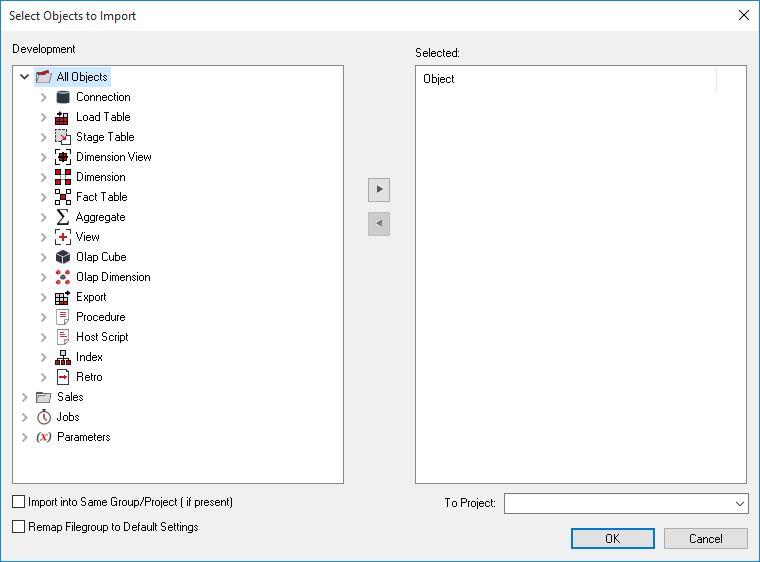 Select Objects to Import
Development
All Objects
Connection
Load Table
Stage Table
Dimension View
Dimension
Fact Table
Aggregate
View
Olap Cube
Olap Dimension
Export
Procedure
Host Script
Index
Retro
Sales
Jobs
(x) Parameters
Selected:
Object
Import into Same Group/Project ( if present)
Remap Filegroup to Default Settings
To Project:
OK
Cancel